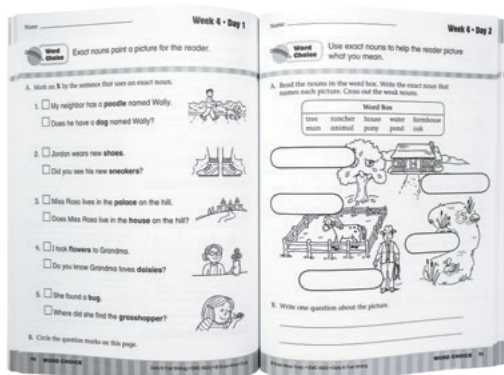 Name
Week 4 • Day 1
Word
Choice
Exact nouns paint a picture for the reader.
A. Mark an X by the sentence that uses an exact noun.
1. My neighbor has a poodle named Wally.
Does he have a dog named Wally?
2. Jordan wears new shoes.
Did you see his new sneakers?
3. Miss Rosa lives in the palace on the hill.
Does Miss Rosa live in the house on the hill?
4. I took flowers to Grandma.
Do you know Grandma loves daisies?
5. She found a bug.
Where did she find the grasshopper?
B. Circle the question marks on this page.
WORD CHOICE
Name
Week 4 • Day 2
Word
Choice
Use exact nouns to help the reader picture
what you mean.
A. Read the nouns in the word box. Write the exact noun that
names each picture. Cross out the weak nouns.
Word Box
tree rancher house water farmhouse
man animal pony pond oak
B. Write one question about the picture.
WORD CHOICE